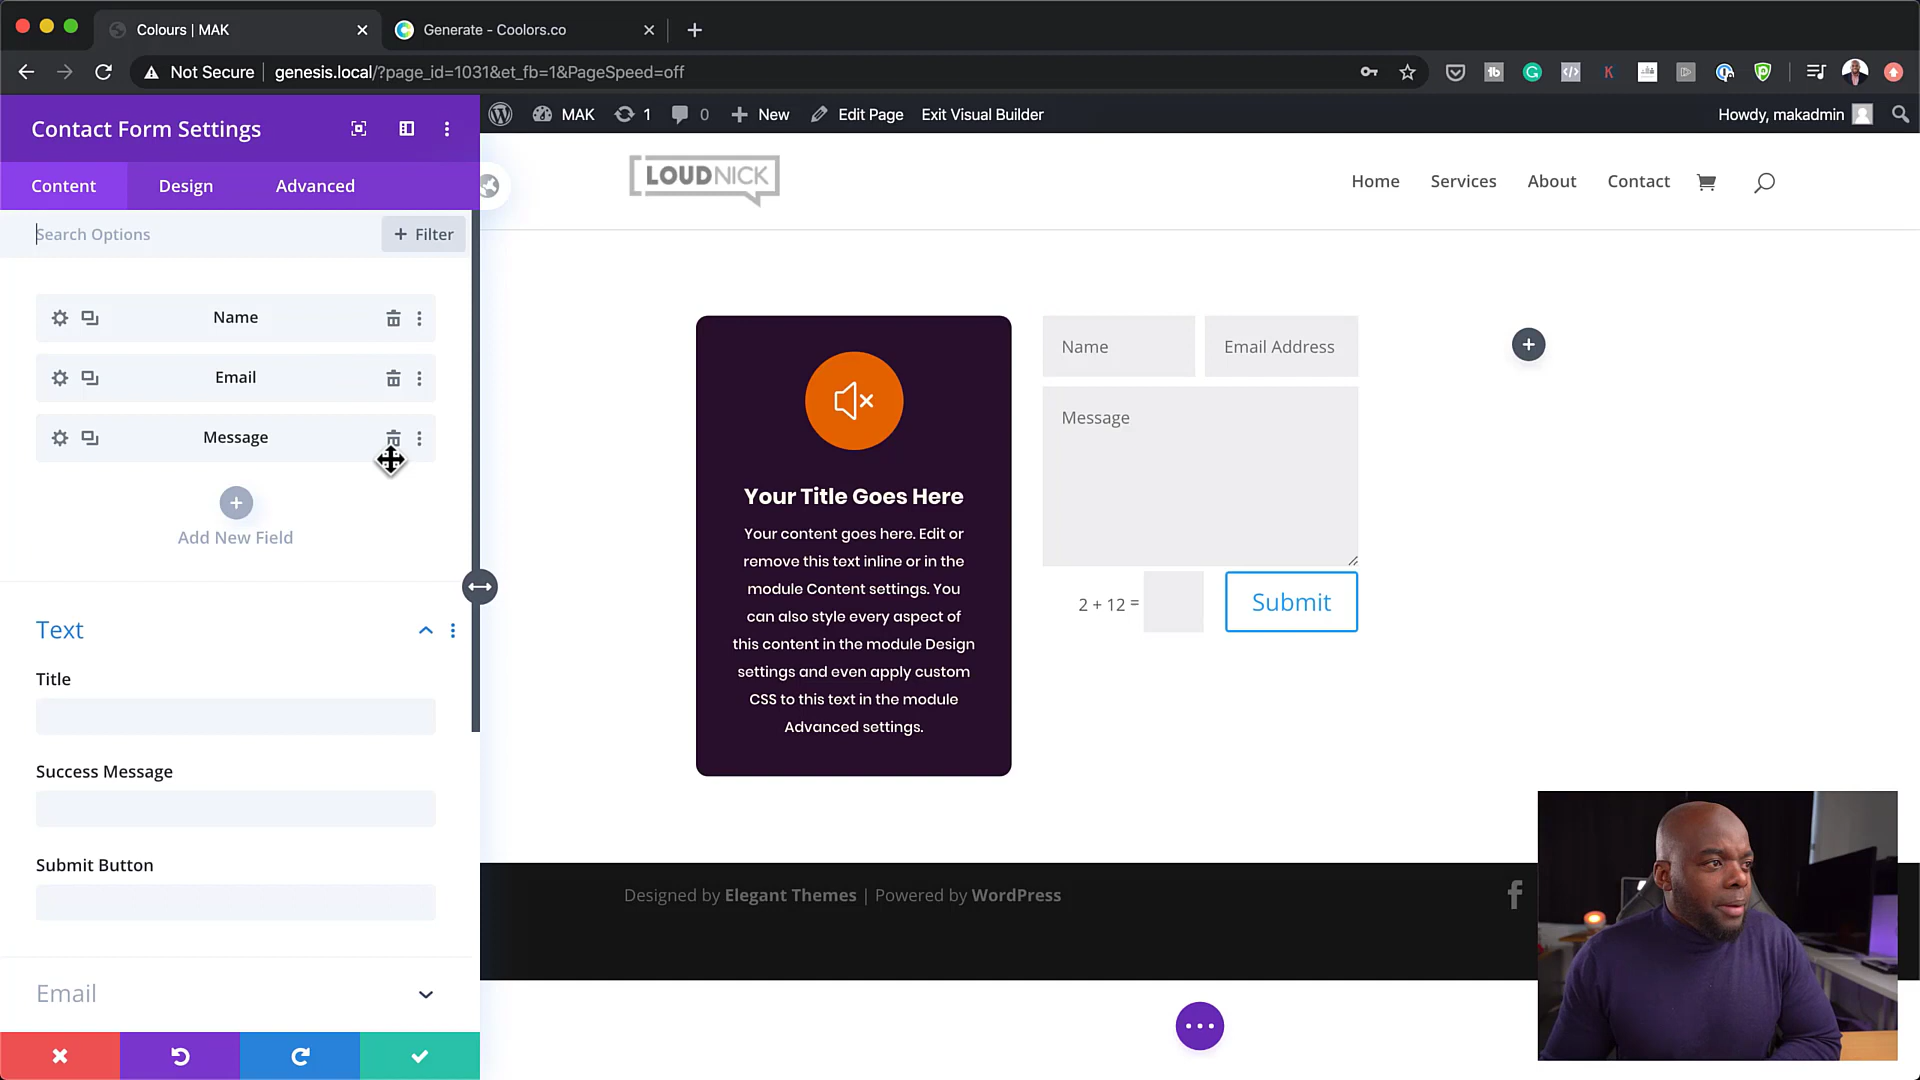 Colours | MAK
Generate - Coolors.co
Not Secure
genesis.local/?page_id=1031&et_fb=1&PageSpeed=off
Contact Form Settings
MAK
1
0
New
Edit Page
Exit Visual Builder
Howdy, makadmin
Content
Design
Advanced
LOUDNICK
Home
Services
About
Contact
Search Options
+ Filter
Name
Email
Message
Add New Field
Text
Title
Success Message
Submit Button
Email
Your Title Goes Here
Your content goes here. Edit or
remove this text inline or in the
module Content settings. You
can also style every aspect of
this content in the module Design
settings and even apply custom
CSS to this text in the module
Advanced settings.
Name
Email Address
Message
2 + 12 =
Submit
Designed by Elegant Themes | Powered by WordPress